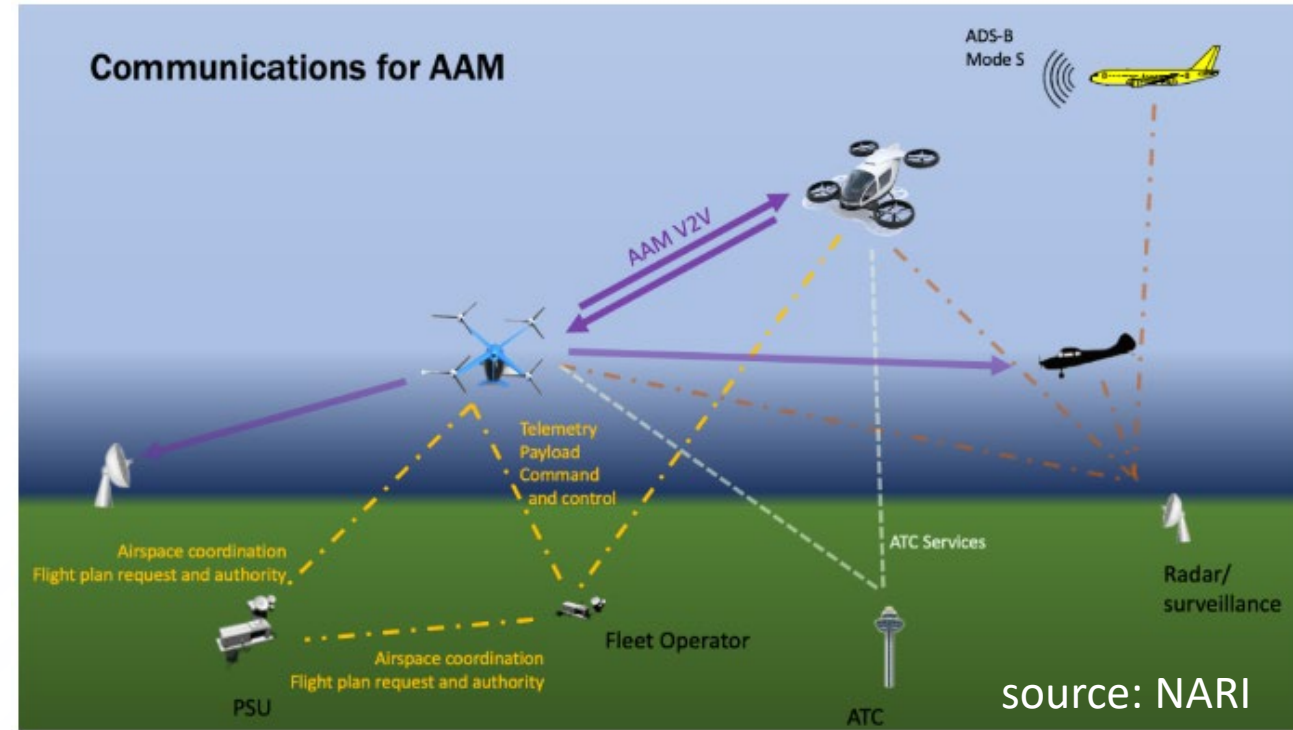 Communications for AAM
ADS-B
Mode S
AAM V2V
Telemetry
Payload
Command
and control
Airspace coordination
Flight plan request and authority
ATC Services
Radar/
surveillance
Fleet Operator
Airspace coordination
Flight plan request and authority
PSU
ATC
source: NARI